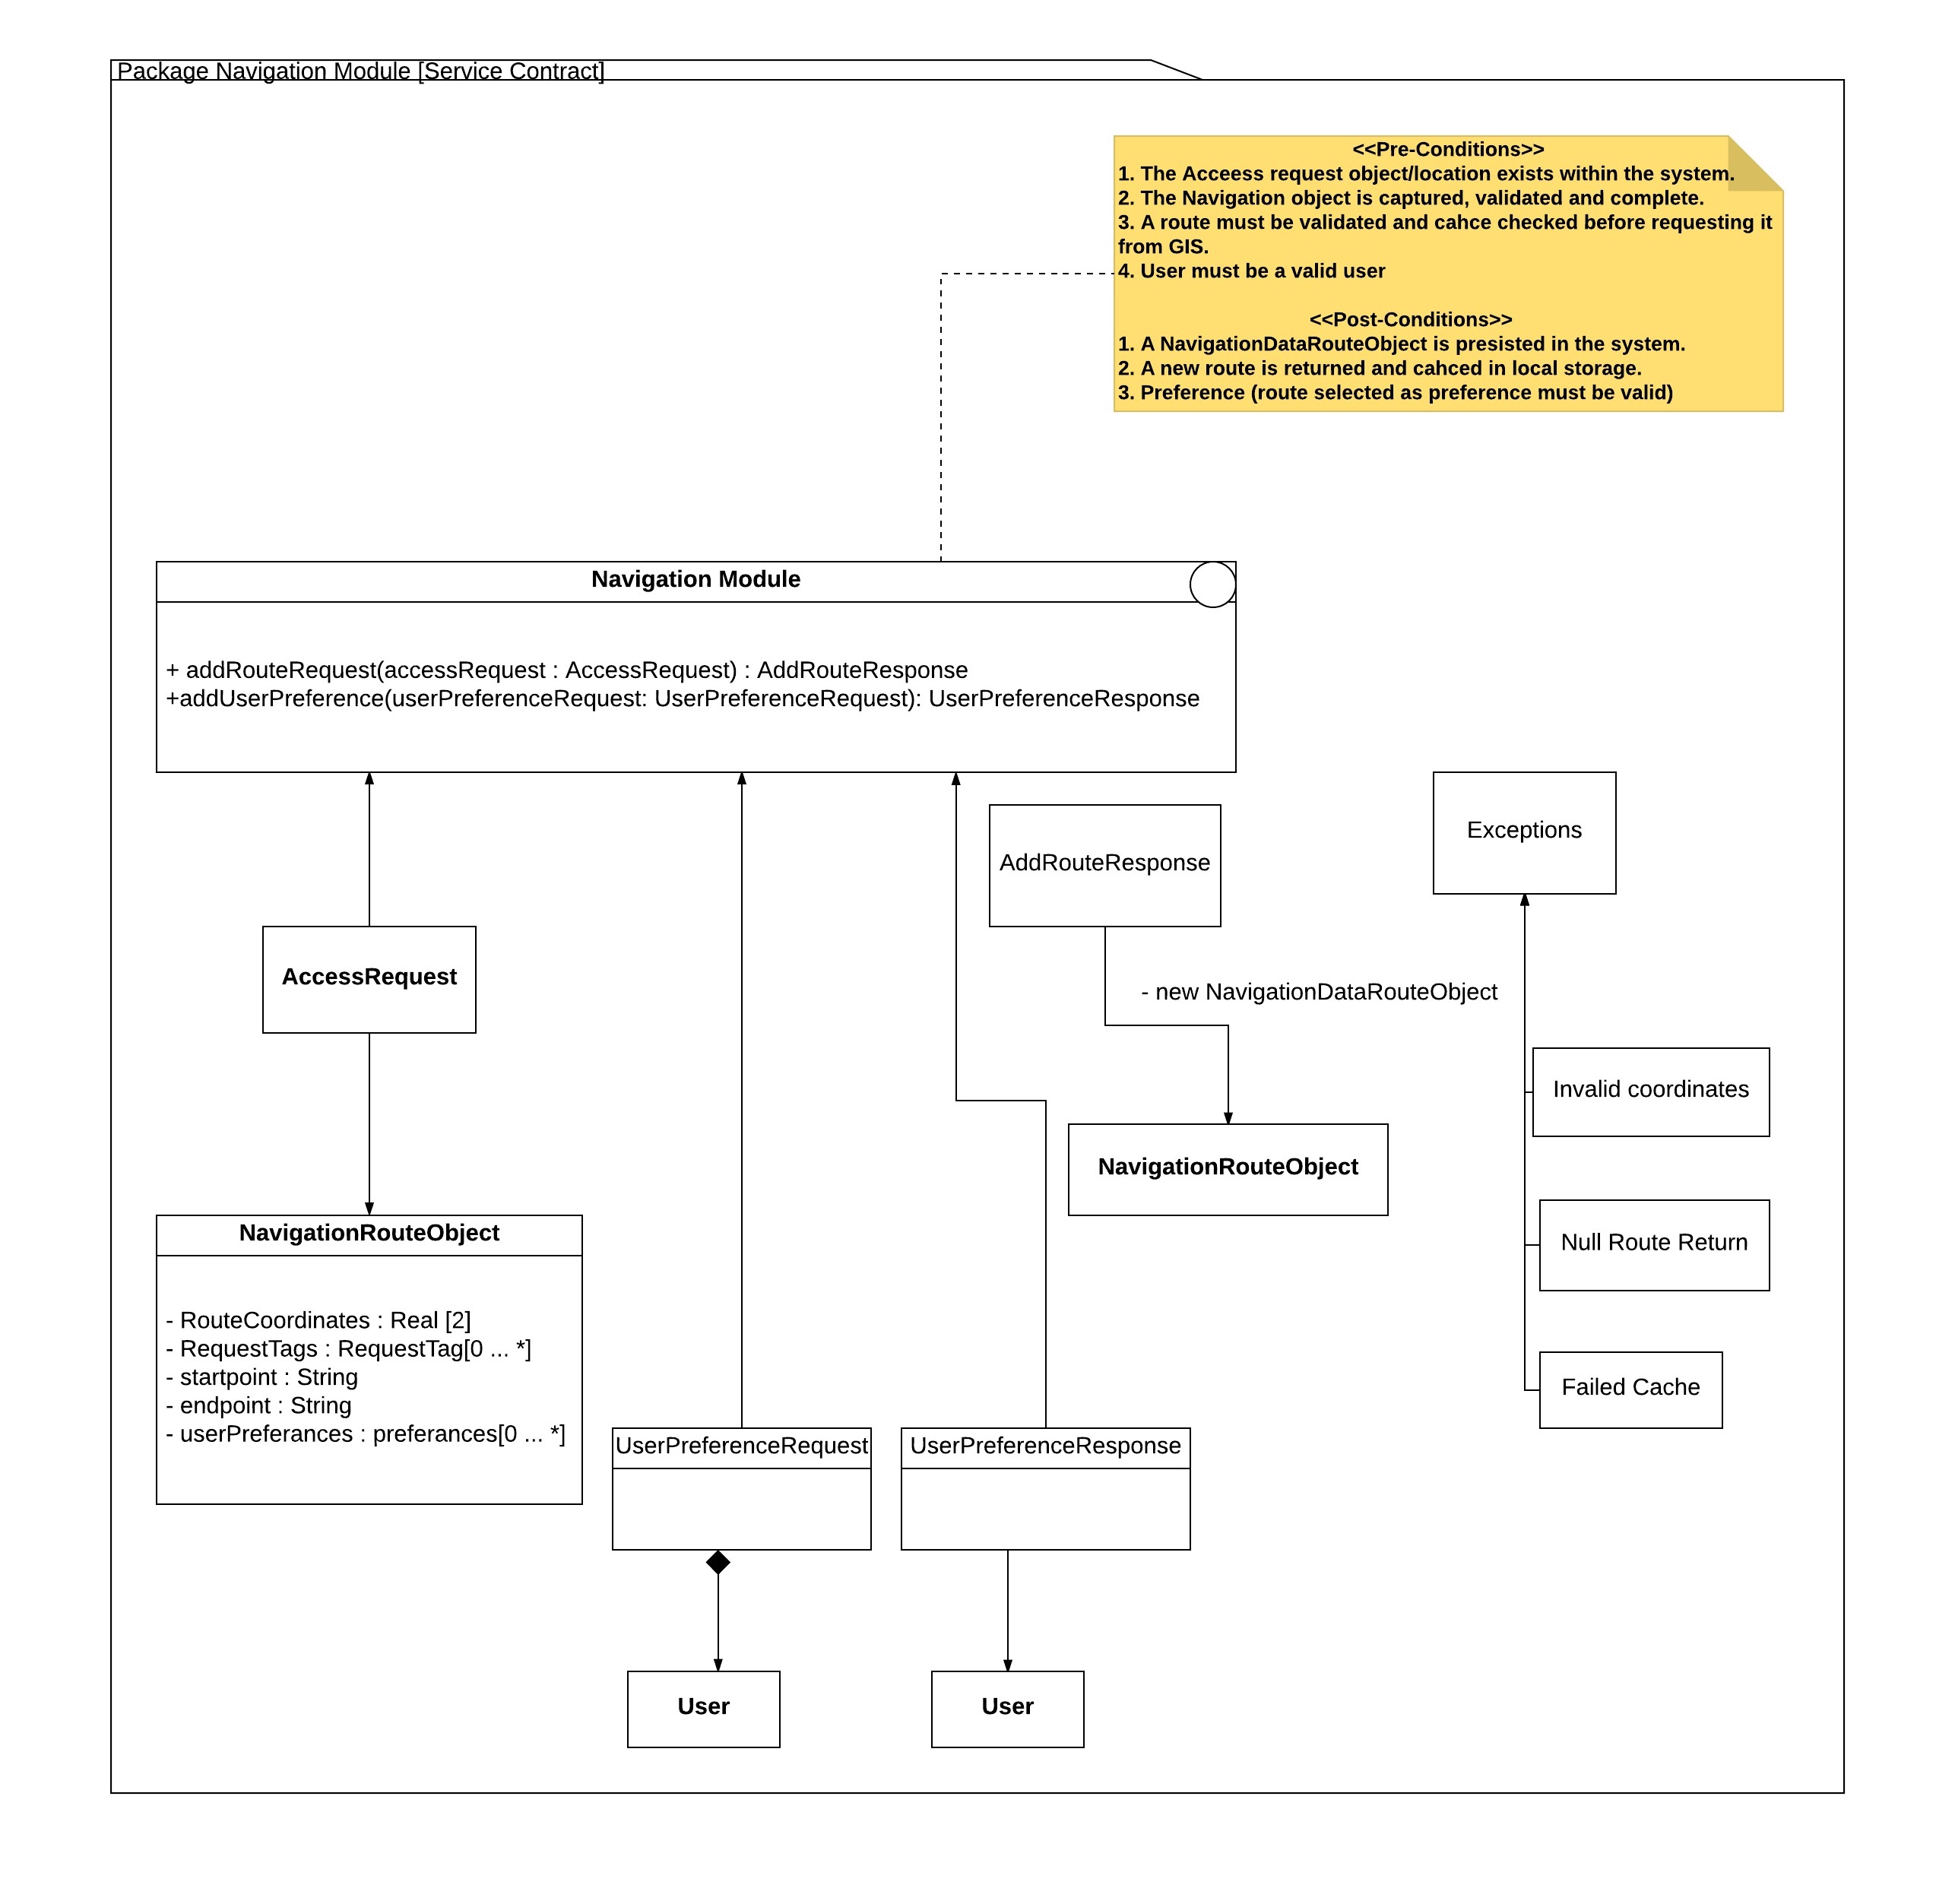 Package Navigation Module [Service Contract]
<<Pre-Conditions>>
1. The Acceess request object/location exists within the system.
2. The Navigation object is captured, validated and complete.
3. A route must be validated and cahce checked before requesting it
from GIS.
4. User must be a valid user
<<Post-Conditions>>
1. A NavigationDataRouteObject is presisted in the system.
2. A new route is returned and cahced in local storage.
3. Preference (route selected as preference must be valid)
Navigation Module
+ addRouteRequest(accessRequest : AccessRequest) : AddRouteResponse
+addUserPreference(userPreferenceRequest: UserPreferenceRequest): UserPreferenceResponse
Exceptions
AddRouteResponse
AccessRequest
- new NavigationDataRouteObject
Invalid coordinates
NavigationRouteObject
Null Route Return
NavigationRouteObject
- RouteCoordinates : Real [2]
- RequestTags : RequestTag[0 ... *]
- startpoint : String
- endpoint : String
- userPreferances : preferances[0 ... *]
Failed Cache
UserPreferenceRequest
UserPreferenceResponse
User
User